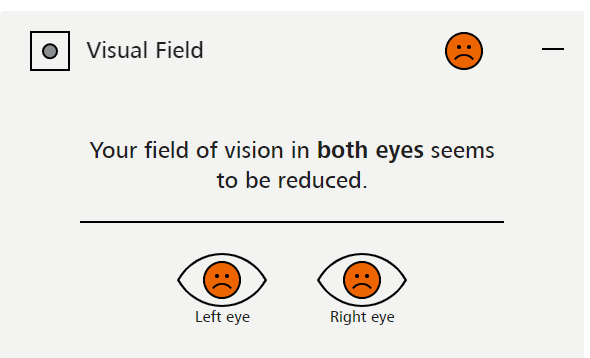 Visual Field
Your field of vision in both eyes seems
to be reduced.
Left eye
Right eye